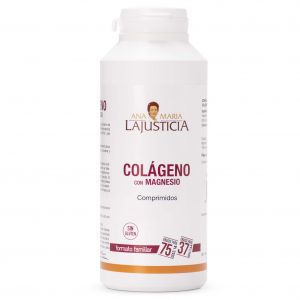 ANA MARIA
LAJUSTICIA
COLÁGENO
CON MAGNESIO
Comprimidos
SIN
GLUTEN
75
37
formato familiar